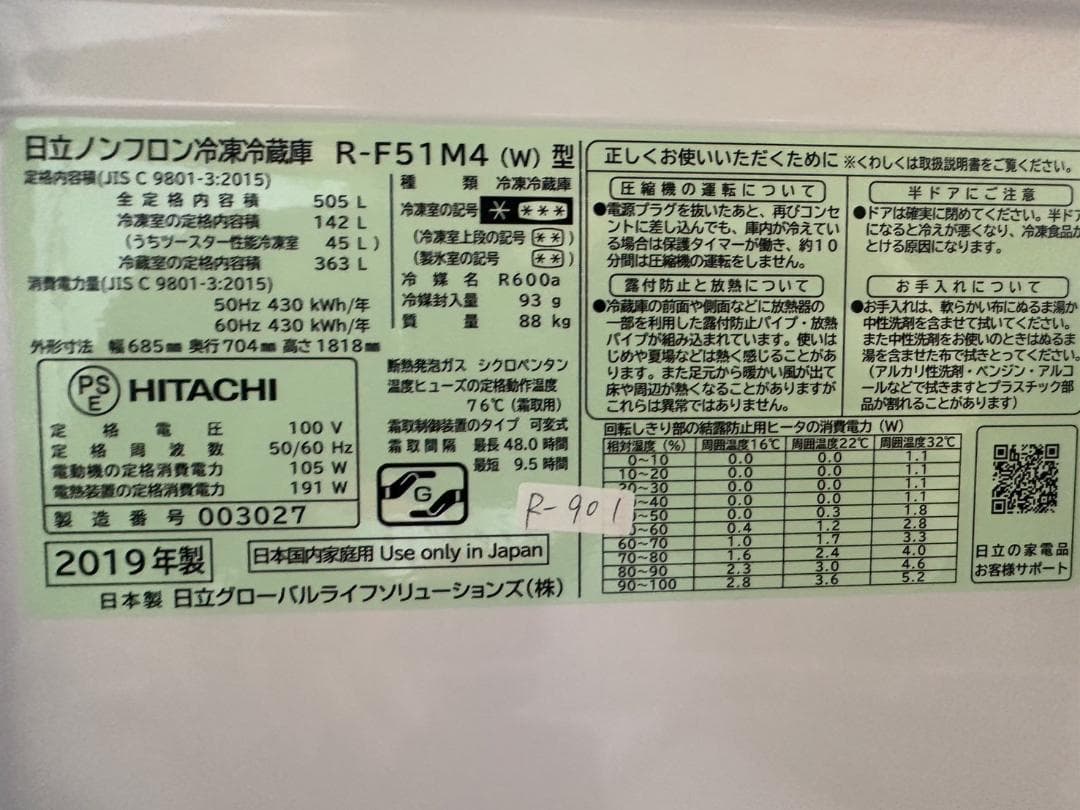 日立ノンフロン冷凍冷蔵庫 R-F51M4 (W) 型
定格内容積(JIS C 9801-3:2015)
全定格内容積 505 L
冷凍室の定格内容積 142 L
(うちツースター性能冷凍室 45 L)
冷蔵室の定格内容積 363 L
消費電力量(JIS C 9801-3:2015)
50Hz 430 kWh/年
60Hz 430 kWh/年
外形寸法 幅685㎜ 奥行704㎜ 高さ1818㎜
種類 冷凍冷蔵庫
冷凍室の記号 * ***
(冷凍室上段の記号 **)
(製氷室の記号 **)
冷媒名 R600a
冷媒封入量 93 g
質量 88 kg
PSE HITACHI
定格電圧 100 V
定格周波数 50/60 Hz
電動機の定格消費電力 105 W
電熱装置の定格消費電力 191 W
製造番号 003027
断熱発泡ガス シクロペンタン
温度ヒューズの定格動作温度
76℃(霜取用)
霜取制御装置のタイプ 可変式
霜取間隔 最長 48.0 時間
最短 9.5 時間
G
R-901
2019年製
日本国内家庭用 Use only in Japan
日本製 日立グローバルライフソリューションズ(株)
正しくお使いいただくために ※くわしくは取扱説明書をご覧ください。
圧縮機の運転について
●電源プラグを抜いたあと、再びコンセ
ントに差し込んでも、庫内が冷えてい
る場合は保護タイマーが働き、約10
分間は圧縮機の運転をしません。
露付防止と放熱について
●冷蔵庫の前面や側面などに放熱器の
一部を利用した露付防止パイプ・放熱
パイプが組み込まれています。使いは
じめや夏場などは熱く感じることがあ
ります。また足元から暖かい風が出て
床や周辺が熱くなることがありますが
これらは異常ではありません。
半ドアにご注意
●ドアは確実に閉めてください。半ドア
になると冷えが悪くなり、冷凍食品が
とける原因になります。
お手入れについて
●お手入れは、軟らかい布にぬるま湯か
中性洗剤を含ませて拭いてください。
また中性洗剤をお使いのときはぬるま
湯を含ませた布で拭きとってください。
(アルカリ性洗剤・ベンジン・アルコ
ールなどで拭きますとプラスチック部
品が割れることがあります)
回転しきり部の結露防止用ヒータの消費電力(W)
相対湿度(%) 周囲温度16℃ 周囲温度22℃ 周囲温度32℃
0~10 0.0 0.0 1.1
10~20 0.0 0.0 1.1
20~30 0.0 0.0 1.1
~40 0.0 0.0 1.1
~50 0.0 0.3 1.8
~60 0.4 1.2 2.8
60~70 1.0 1.7 3.3
70~80 1.6 2.4 4.0
80~90 2.3 3.0 4.6
90~100 2.8 3.6 5.2
日立の家電品
お客様サポート